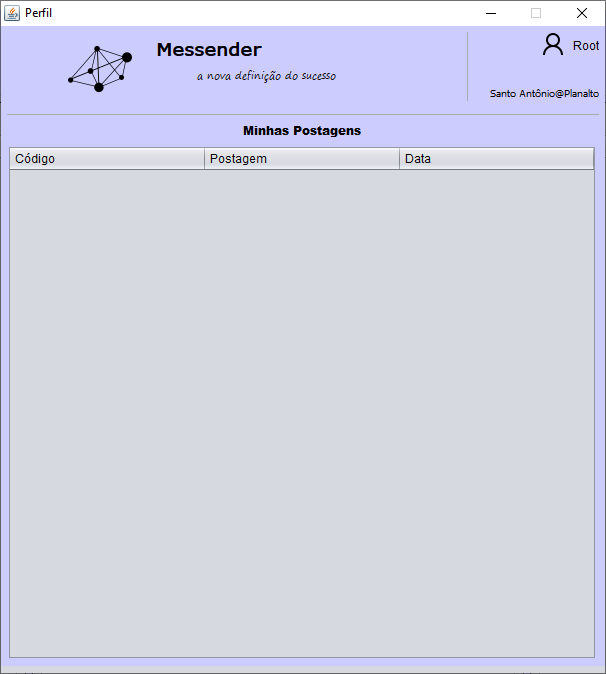 Perfil
Messender
a nova definição do sucesso
Root
Santo Antônio@Planalto
Minhas Postagens
Código Postagem Data